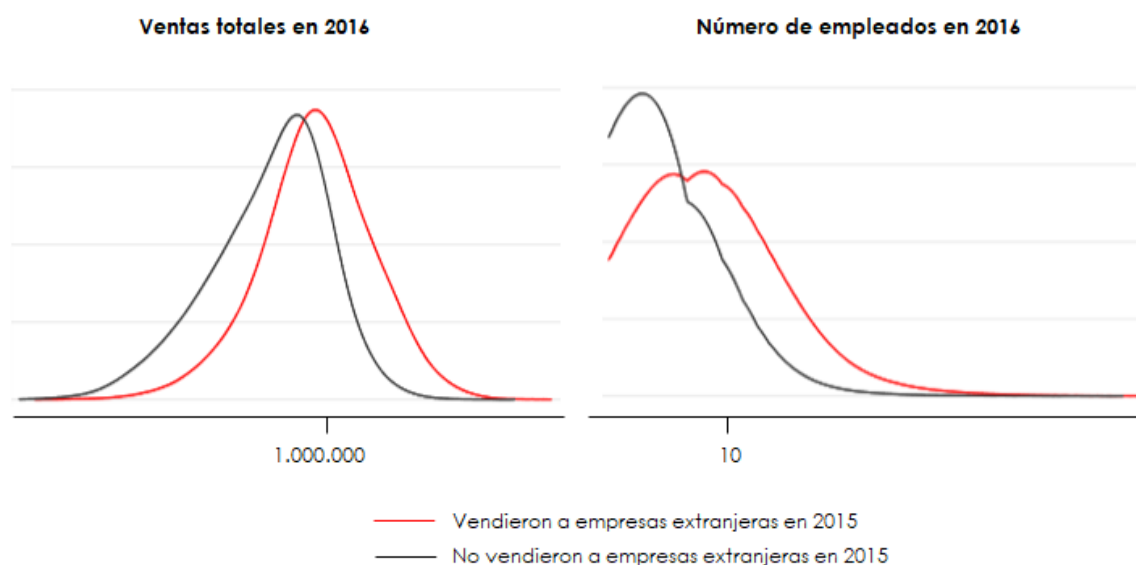 Ventas totales en 2016
Número de empleados en 2016
1.000.000
10
Vendieron a empresas extranjeras en 2015
No vendieron a empresas extranjeras en 2015